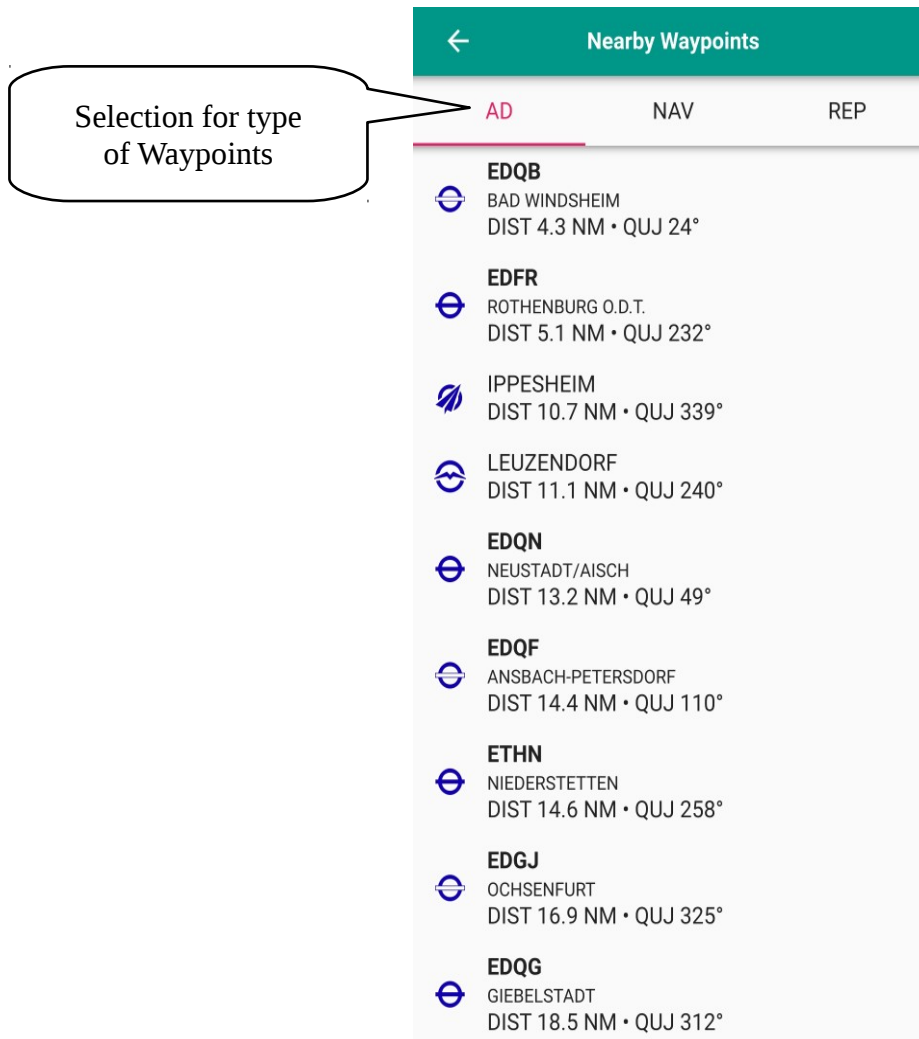 Nearby Waypoints
Selection for type
of Waypoints
AD NAV REP
EDQB
BAD WINDSHEIM
DIST 4.3 NM • QUJ 24°
EDFR
ROTHENBURG O.D.T.
DIST 5.1 NM • QUJ 232°
IPPESHEIM
DIST 10.7 NM • QUJ 339°
LEUZENDORF
DIST 11.1 NM • QUJ 240°
EDQN
NEUSTADT/AISCH
DIST 13.2 NM • QUJ 49°
EDQF
ANSBACH-PETERSDORF
DIST 14.4 NM • QUJ 110°
ETHN
NIEDERSTETTEN
DIST 14.6 NM • QUJ 258°
EDGJ
OCHSENFURT
DIST 16.9 NM • QUJ 325°
EDQG
GIEBELSTADT
DIST 18.5 NM • QUJ 312°